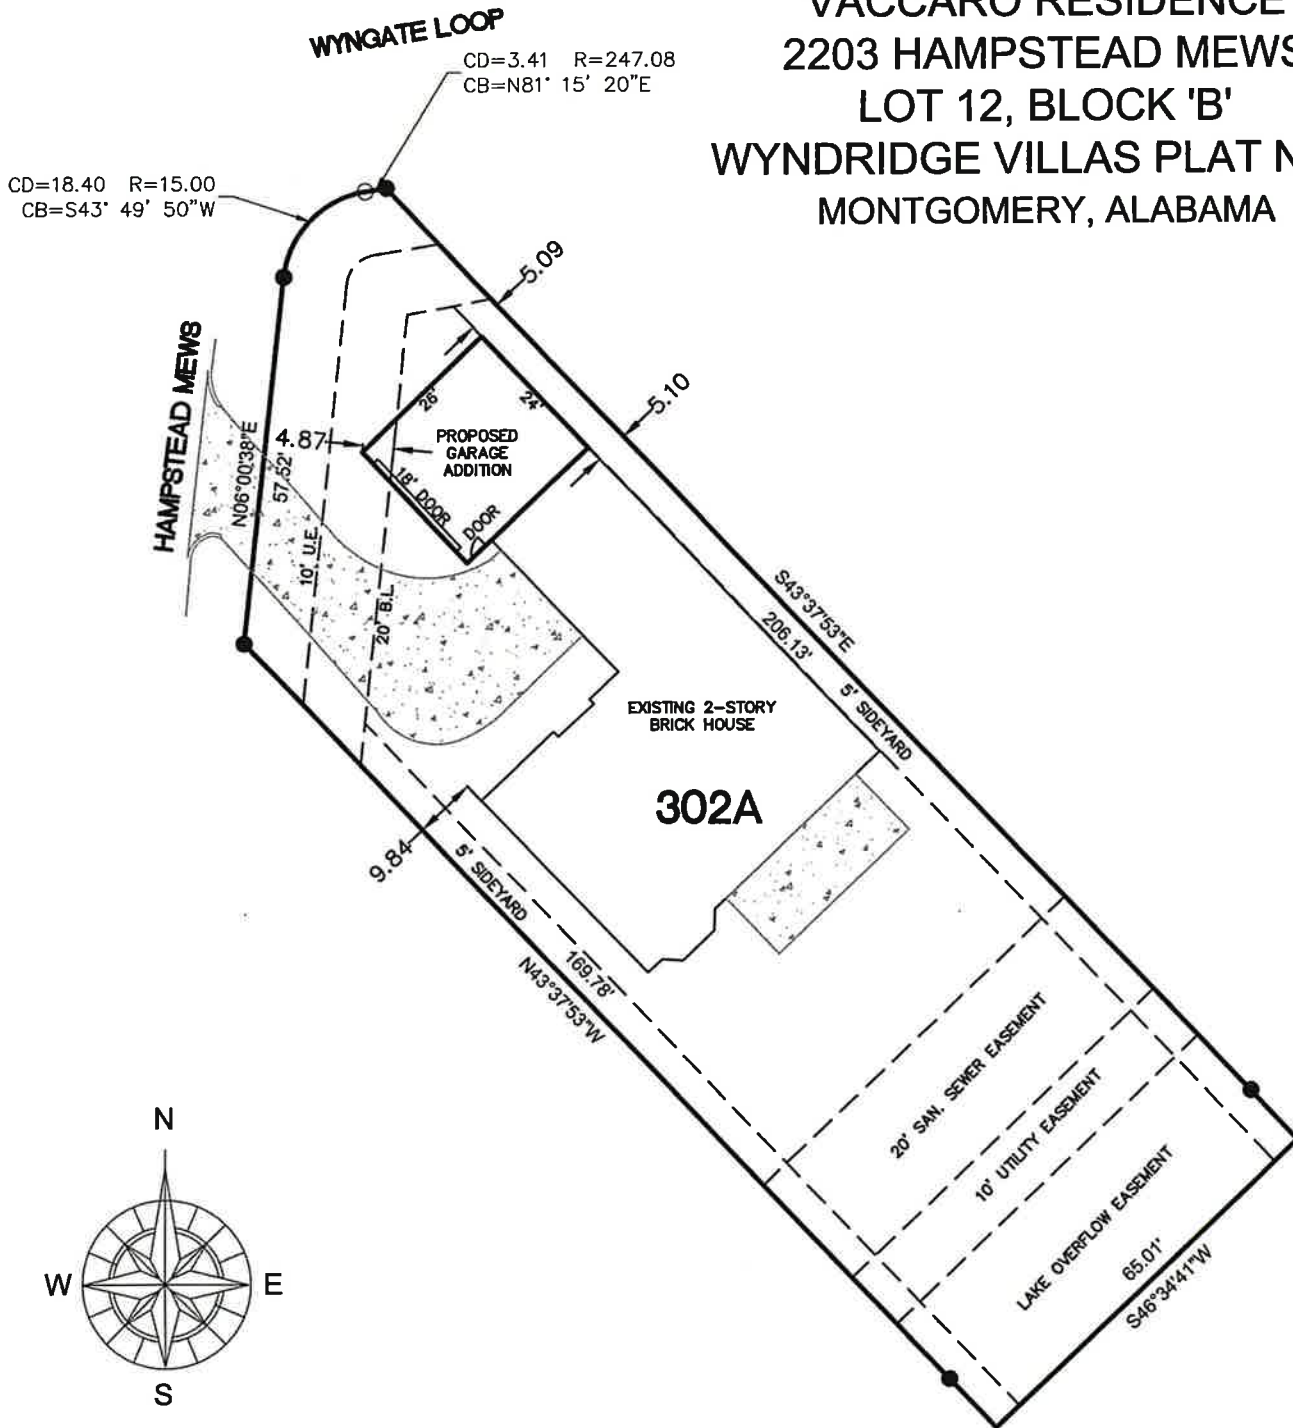 VACCARO RESIDENCE
2203 HAMPSTEAD MEWS
LOT 12, BLOCK 'B'
WYNDRIDGE VILLAS PLAT
MONTGOMERY, ALABAMA
WYNGATE LOOP
CD=3.41 R=247.08
CB=N81° 15' 20"E
CD=18.40 R=15.00
CB=S43° 49' 50"W
5.09
5.10
HAMPSTEAD MEWS
N06°00'38"E
57.52'
4.87
26'
24'
PROPOSED
GARAGE
ADDITION
18' DOOR
DOOR
10' U.E.
20' B.L.
S43°37'53"E
206.13'
5' SIDEYARD
EXISTING 2-STORY
BRICK HOUSE
302A
9.84
5' SIDEYARD
169.78'
N43°37'53"W
20' SAN. SEWER EASEMENT
10' UTILITY EASEMENT
LAKE OVERFLOW EASEMENT
65.01'
S46°34'41"W
N
W
E
S